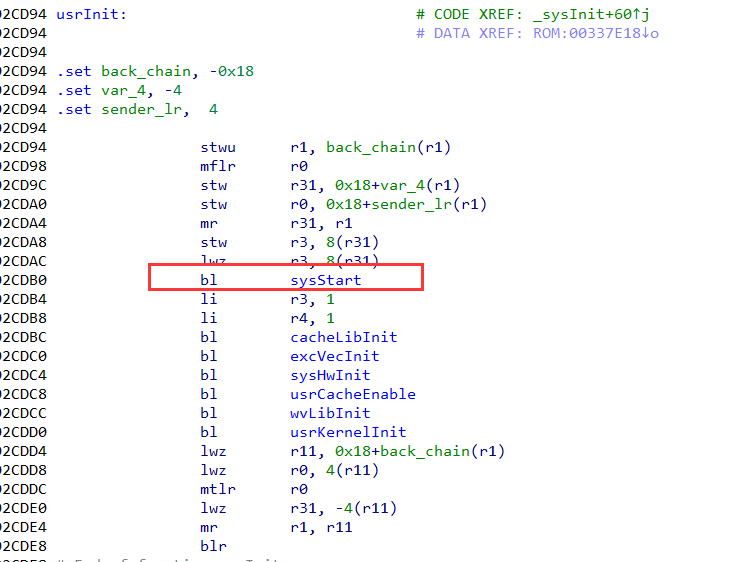 02CD94 usrInit: # CODE XREF: _sysInit+60↑j
02CD94 # DATA XREF: ROM:00337E18↓o
02CD94
02CD94 .set back_chain, -0x18
02CD94 .set var_4, -4
02CD94 .set sender_lr, 4
02CD94
02CD94 stwu r1, back_chain(r1)
02CD98 mflr r0
02CD9C stw r31, 0x18+var_4(r1)
02CDA0 stw r0, 0x18+sender_lr(r1)
02CDA4 mr r31, r1
02CDA8 stw r3, 8(r31)
02CDAC lwz r3, 8(r31)
02CDB0 bl sysStart
02CDB4 li r3, 1
02CDB8 li r4, 1
02CDBC bl cacheLibInit
02CDC0 bl excVecInit
02CDC4 bl sysHwInit
02CDC8 bl usrCacheEnable
02CDCC bl wvLibInit
02CDD0 bl usrKernelInit
02CDD4 lwz r11, 0x18+back_chain(r1)
02CDD8 lwz r0, 4(r11)
02CDDC mtlr r0
02CDE0 lwz r31, -4(r11)
02CDE4 mr r1, r11
02CDE8 blr